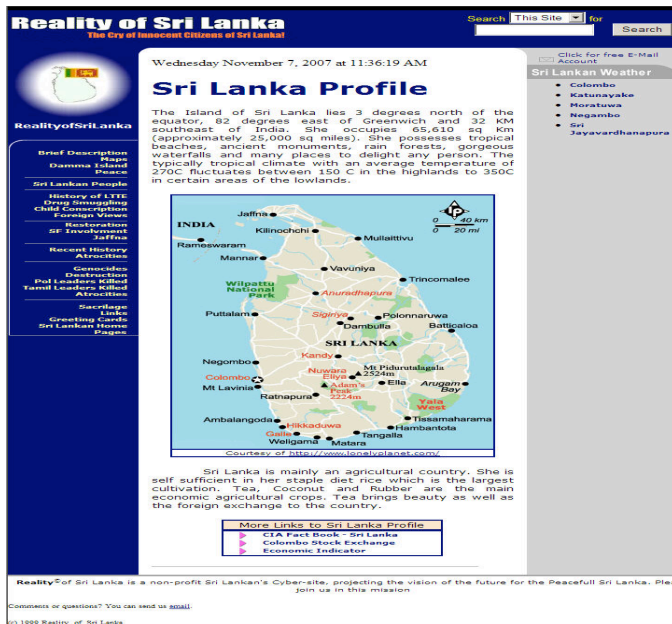 Reality of Sri Lanka
The Cry of Innocent Citizens of Sri Lanka!
Search This Site for
Search
RealityofSriLanka
Brief Description
Maps
Damma Island
Peace
Sri Lankan People
History of LTTE
Drug Smuggling
Child Conscription
Foreign Views
Restoration
SF Involvment
Jaffna
Recent History
Atrocities
Genocides
Destruction
Pol Leaders Killed
Tamil Leaders Killed
Atrocities
Sacrilage
Links
Greeting Cards
Sri Lankan Home
Pages
Wednesday November 7, 2007 at 11:36:19 AM
Sri Lanka Profile
The Island of Sri Lanka lies 3 degrees north of the
equator, 82 degrees east of Greenwich and 32 KM
southeast of India. She occupies 65,610 sq Km
(approximately 25,000 sq miles). She possesses tropical
beaches, ancient monuments, rain forests, gorgeous
waterfalls and many places to delight any person. The
typically tropical climate with an average temperature of
270C fluctuates between 150 C in the highlands to 350C
in certain areas of the lowlands.
Jaffna
INDIA
Kilinochchi
Mullaittivu
Rameswaram
Mannar
LP
0 40 km
0 20 mi
Vavuniya
Trincomalee
Wilpattu
National
Park
Anuradhapura
Puttalam
Sigiriya
Polonnaruwa
Dambulla
Batticaloa
SRI LANKA
Kandy
Negombo
Mt Pidurutalagala
2524m
Nuwara
Eliya
Colombo
Mt Lavinia
Adam's
Peak
2224m
Ella
Arugam
Bay
Ratnapura
Yala
West
Ambalangoda
Tissamaharama
Hikkaduwa
Hambantota
Galle
Tangalla
Weligama
Matara
Courtesy of http://www.lonelyplanet.com/
Sri Lanka is mainly an agricultural country. She is
self sufficient in her staple diet rice which is the largest
cultivation. Tea, Coconut and Rubber are the main
economic agricultural crops. Tea brings beauty as well as
the foreign exchange to the country.
More Links to Sri Lanka Profile
CIA Fact Book - Sri Lanka
Colombo Stock Exchange
Economic Indicator
Click for free E-Mail
Account
Sri Lankan Weather
Colombo
Katunayake
Moratuwa
Negambo
Sri
Jayavardhanapura
Reality©of Sri Lanka is a non-profit Sri Lankan's Cyber-site, projecting the vision of the future for the Peacefull Sri Lanka. Plea
join us in this mission
Comments or questions? You can send us email.
(c) 1999 Reality of Sri Lanka